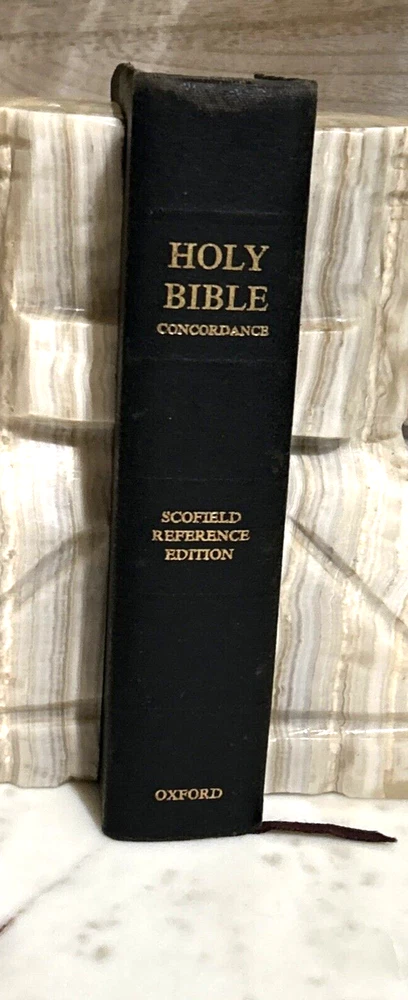 HOLY
BIBLE
CONCORDANCE
SCOFIELD
REFERENCE
EDITION
OXFORD